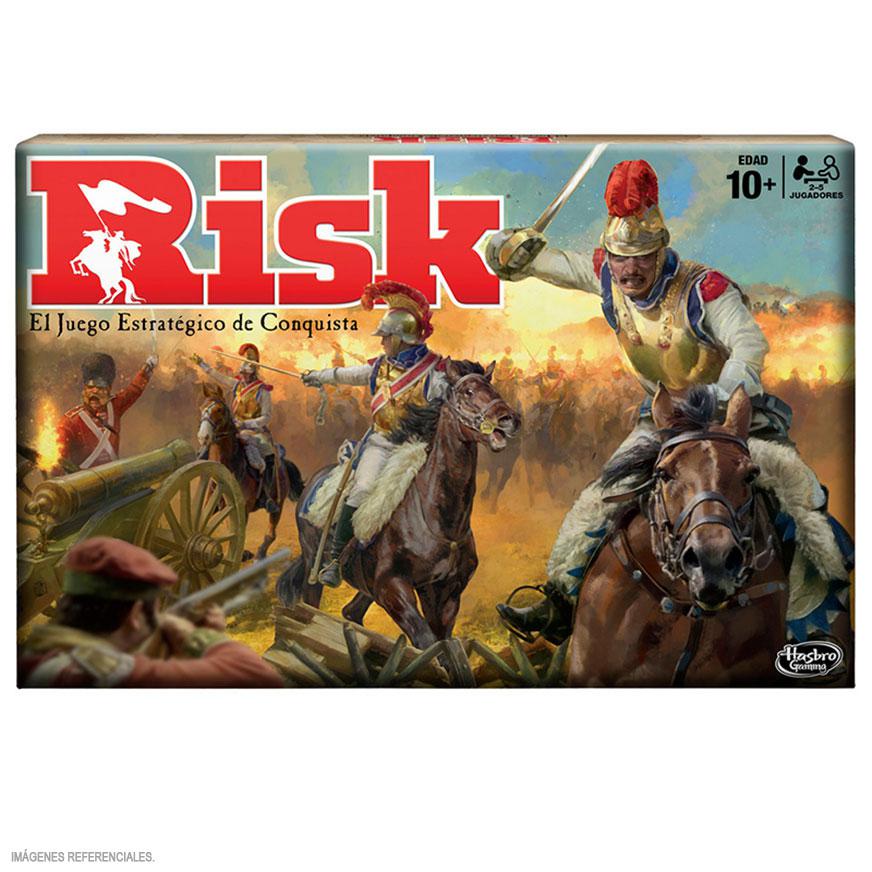 Risk
El Juego Estratégico de Conquista
EDAD
10+
2-5
JUGADORES
Hasbro
Gaming
IMÁGENES REFERENCIALES.